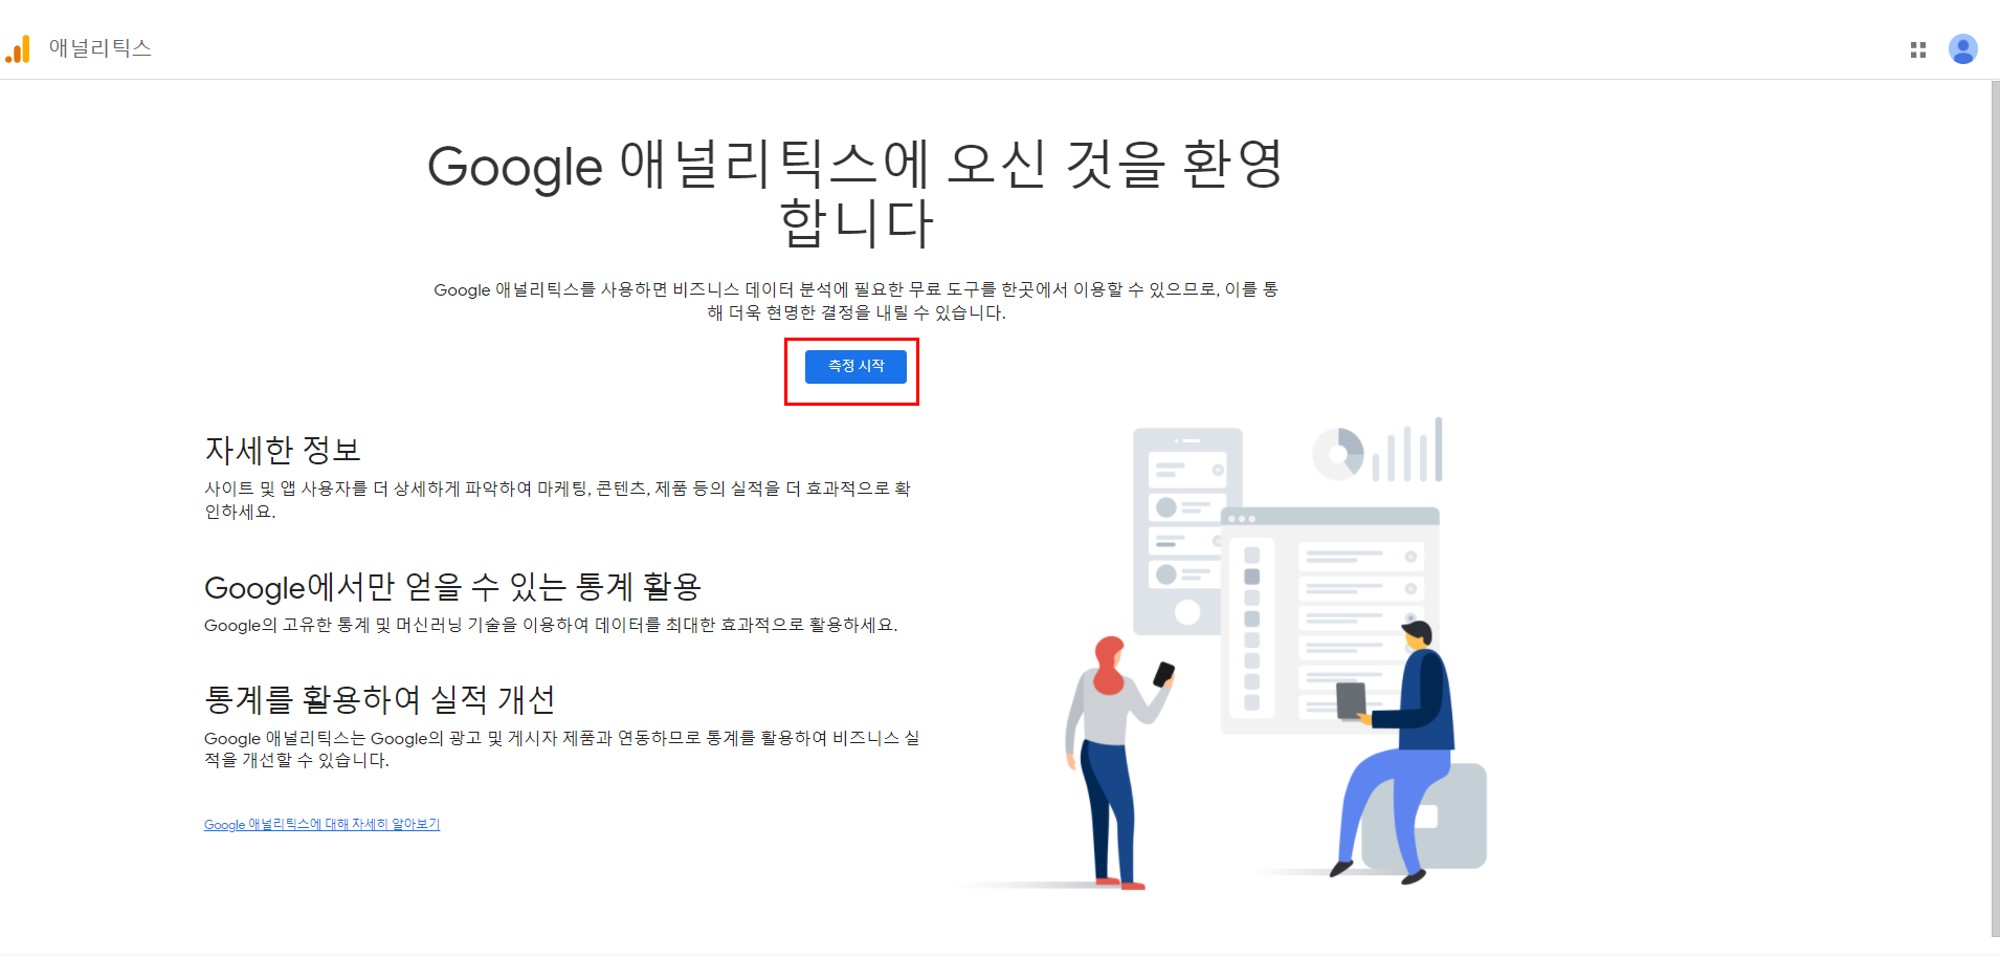 애널리틱스
Google 애널리틱스에 오신 것을 환영
합니다
Google 애널리틱스를 사용하면 비즈니스 데이터 분석에 필요한 무료 도구를 한곳에서 이용할 수 있으므로, 이를 통
해 더욱 현명한 결정을 내릴 수 있습니다.
측정 시작
자세한 정보
사이트 및 앱 사용자를 더 상세하게 파악하여 마케팅, 콘텐츠, 제품 등의 실적을 더 효과적으로 확
인하세요.
Google에서만 얻을 수 있는 통계 활용
Google의 고유한 통계 및 머신러닝 기술을 이용하여 데이터를 최대한 효과적으로 활용하세요.
통계를 활용하여 실적 개선
Google 애널리틱스는 Google의 광고 및 게시자 제품과 연동하므로 통계를 활용하여 비즈니스 실
적을 개선할 수 있습니다.
Google 애널리틱스에 대해 자세히 알아보기